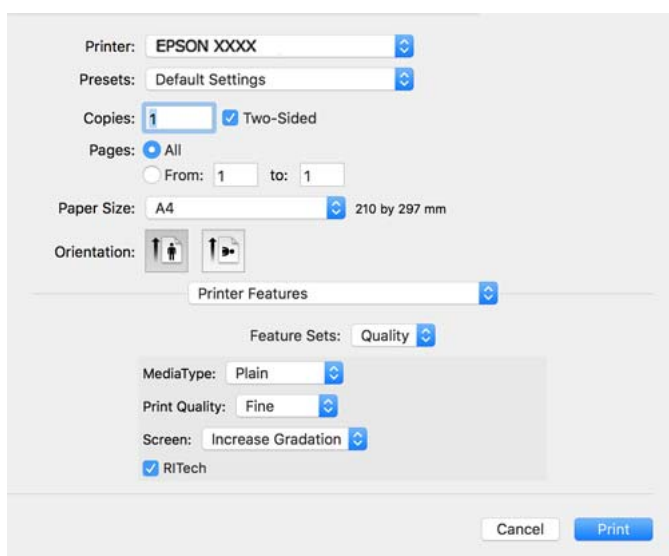 Printer: EPSON XXXX
Presets: Default Settings
Copies: 1 Two-Sided
Pages: All
From: 1 to: 1
Paper Size: A4 210 by 297 mm
Orientation:
Printer Features
Feature Sets: Quality
MediaType: Plain
Print Quality: Fine
Screen: Increase Gradation
RITech
Cancel Print